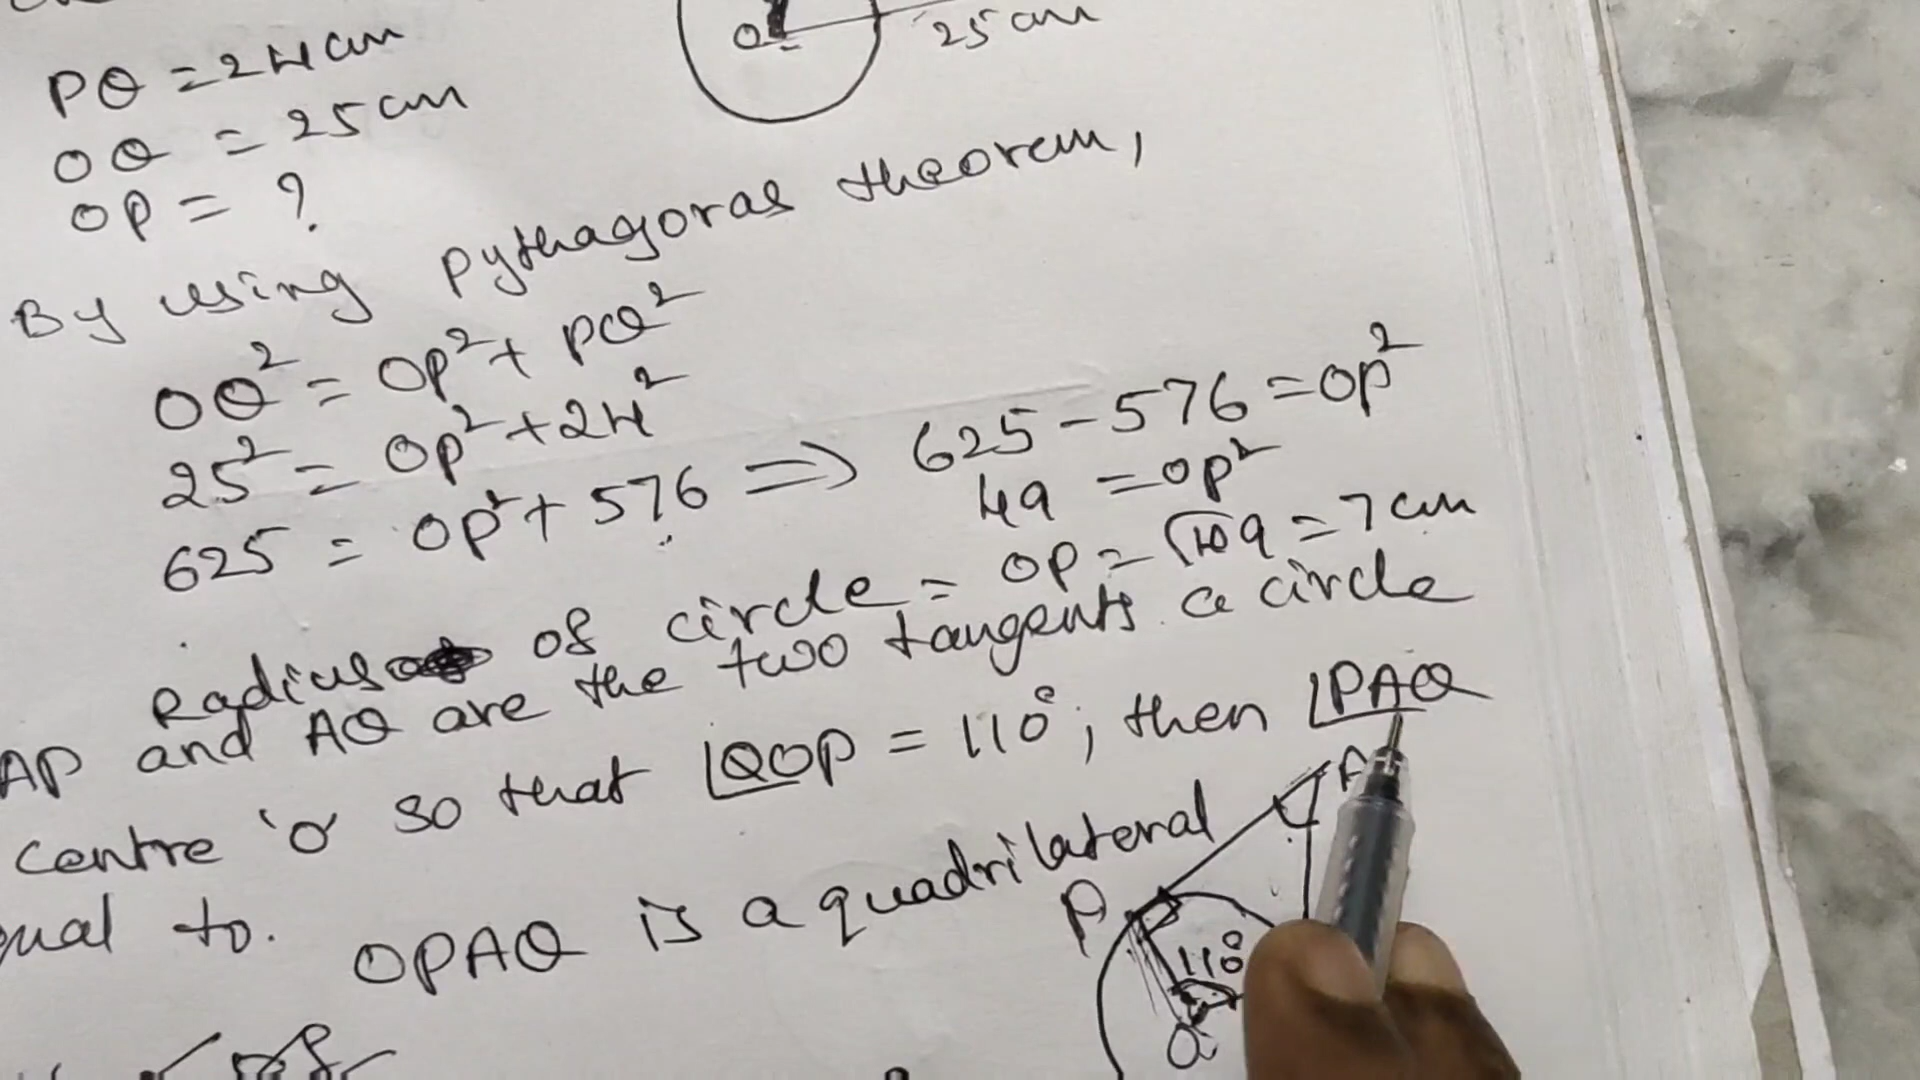 25 cm
O
PQ = 24 cm
OQ = 25 cm
OP = ?
By using Pythagoras theorem,
OQ² = OP² + PQ²
25² = OP² + 24²
625 = OP² + 576 ⇒ 625 - 576 = OP²
49 = OP²
Radius of circle = OP = √49 = 7 cm
AP and AQ are the two tangents a circle
centre 'O' so that ∠QOP = 110°, then ∠PAQ
to.
OPAQ is a quadrilateral
A
P
110°
O